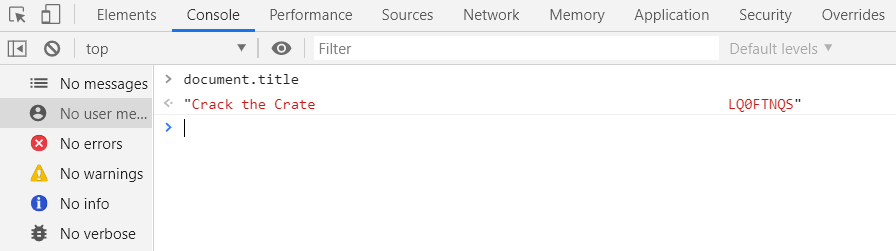 Elements Console Performance Sources Network Memory Application Security Overrides
top Filter Default levels
No messages
No user me...
No errors
No warnings
No info
No verbose
> document.title
"Crack the Crate LQ0FTNQS"
>